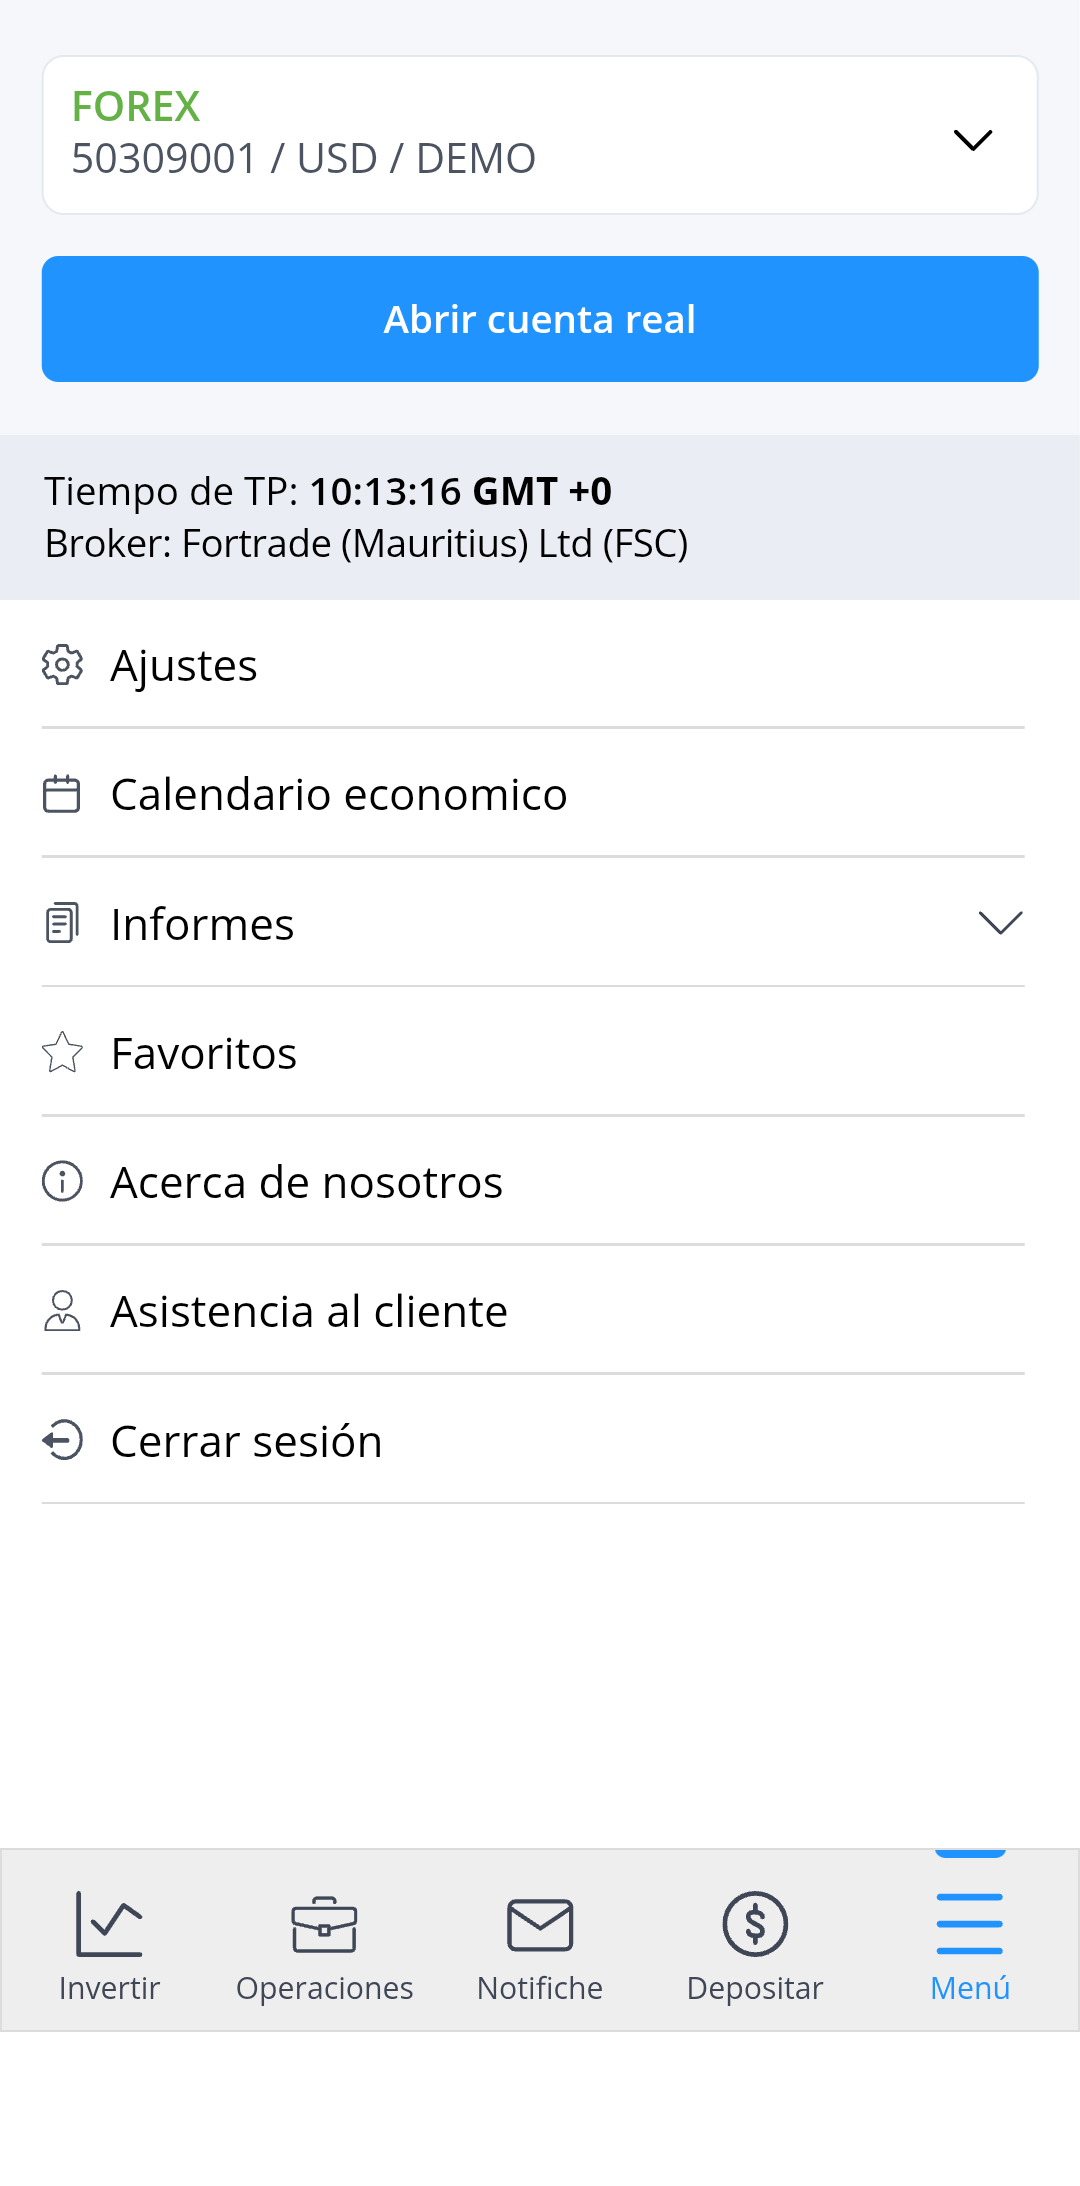 FOREX
50309001 / USD / DEMO
Abrir cuenta real
Tiempo de TP: 10:13:16 GMT +0
Broker: Fortrade (Mauritius) Ltd (FSC)
Ajustes
Calendario economico
Informes
Favoritos
Acerca de nosotros
Asistencia al cliente
Cerrar sesión
Invertir
Operaciones
Notifiche
Depositar
Menú